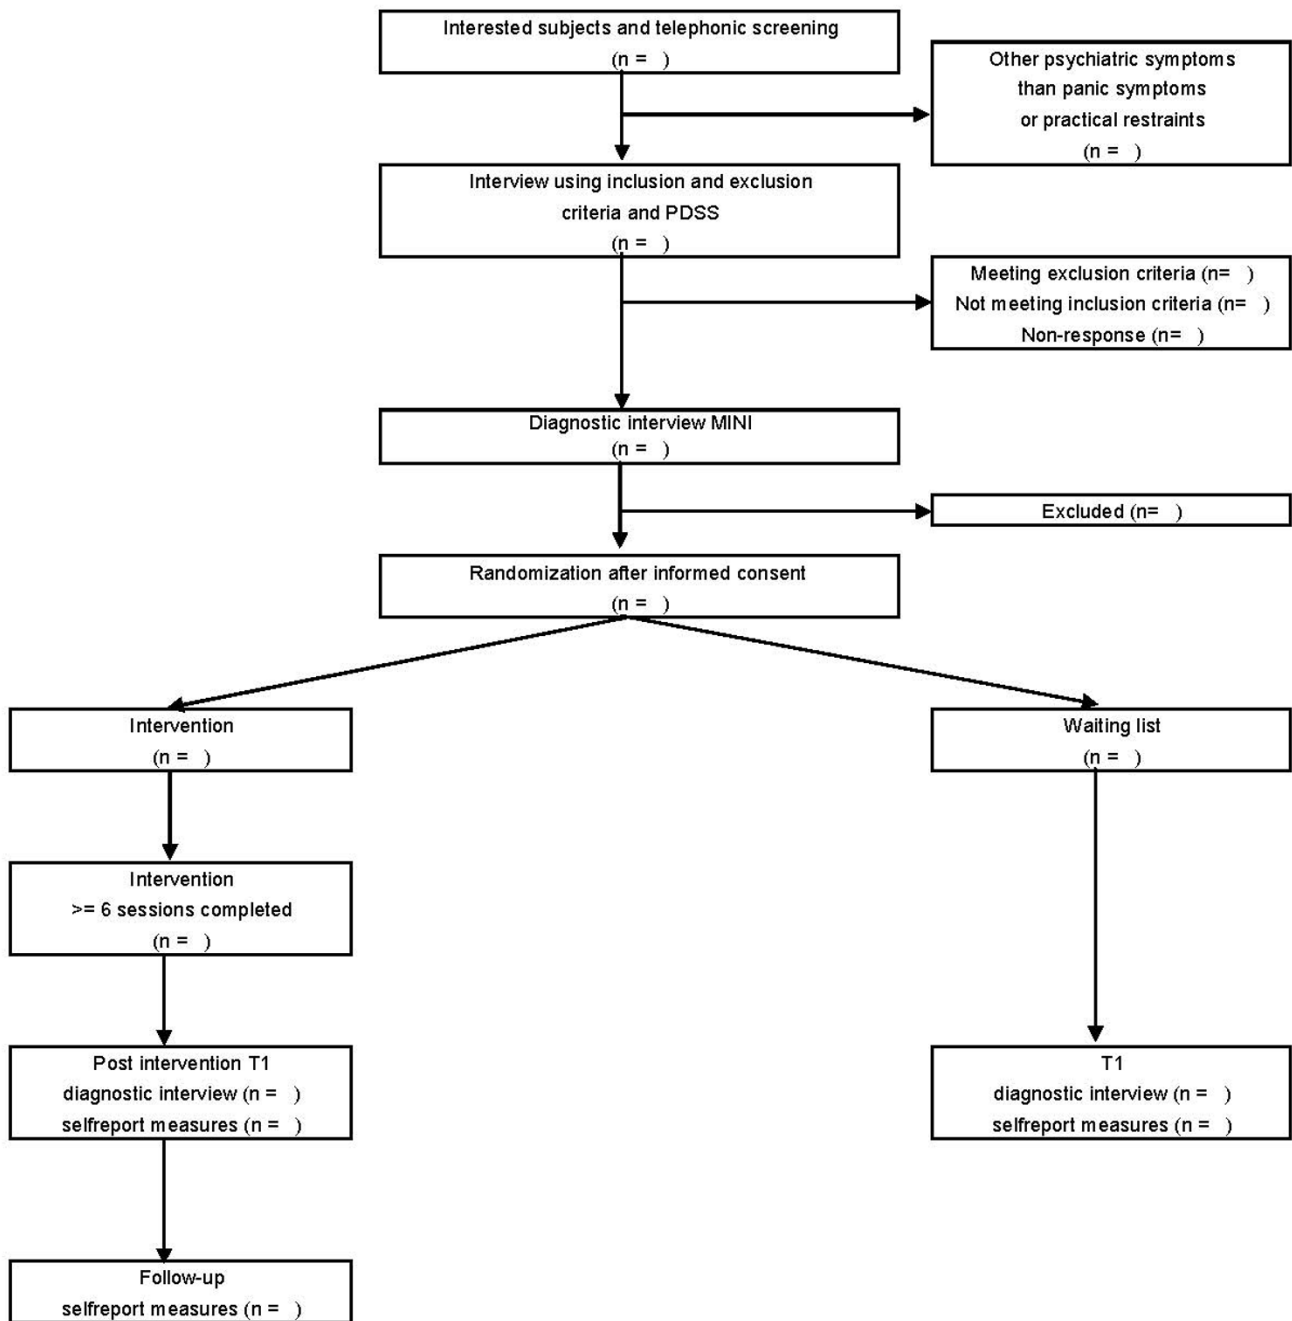 Interested subjects and telephonic screening
(n =   )
Other psychiatric symptoms
than panic symptoms
or practical restraints
(n =   )
Interview using inclusion and exclusion
criteria and PDSS
(n =   )
Meeting exclusion criteria (n=   )
Not meeting inclusion criteria (n=   )
Non-response (n=   )
Diagnostic interview MINI
(n =   )
Excluded (n=   )
Randomization after informed consent
(n =   )
Intervention
(n =   )
Waiting list
(n =   )
Intervention
>= 6 sessions completed
(n =   )
Post intervention T1
diagnostic interview (n =   )
selfreport measures (n =   )
T1
diagnostic interview (n =   )
selfreport measures (n =   )
Follow-up
selfreport measures (n =   )